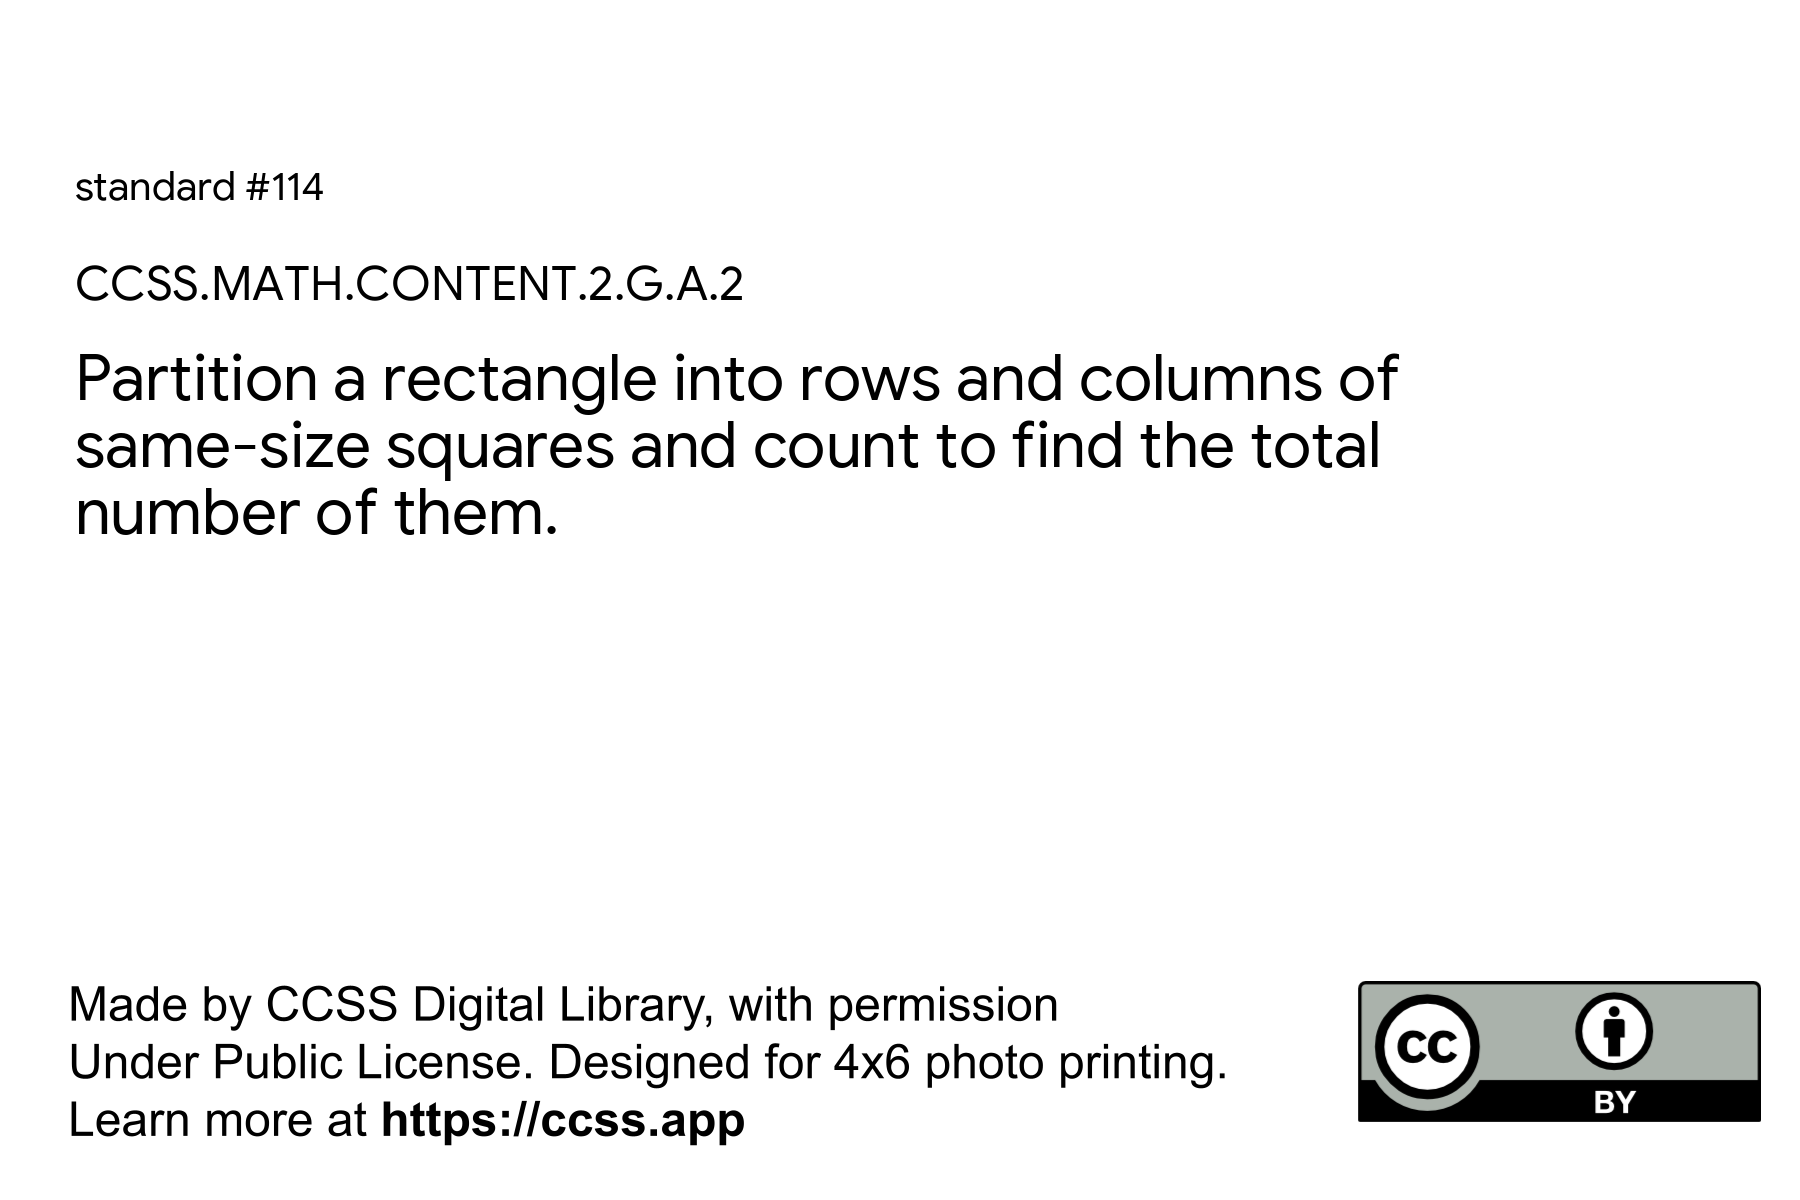 standard #114
CCSS.MATH.CONTENT.2.G.A.2
Partition a rectangle into rows and columns of
same-size squares and count to find the total
number of them.
Made by CCSS Digital Library, with permission
Under Public License. Designed for 4x6 photo printing.
Learn more at https://ccss.app
cc
BY